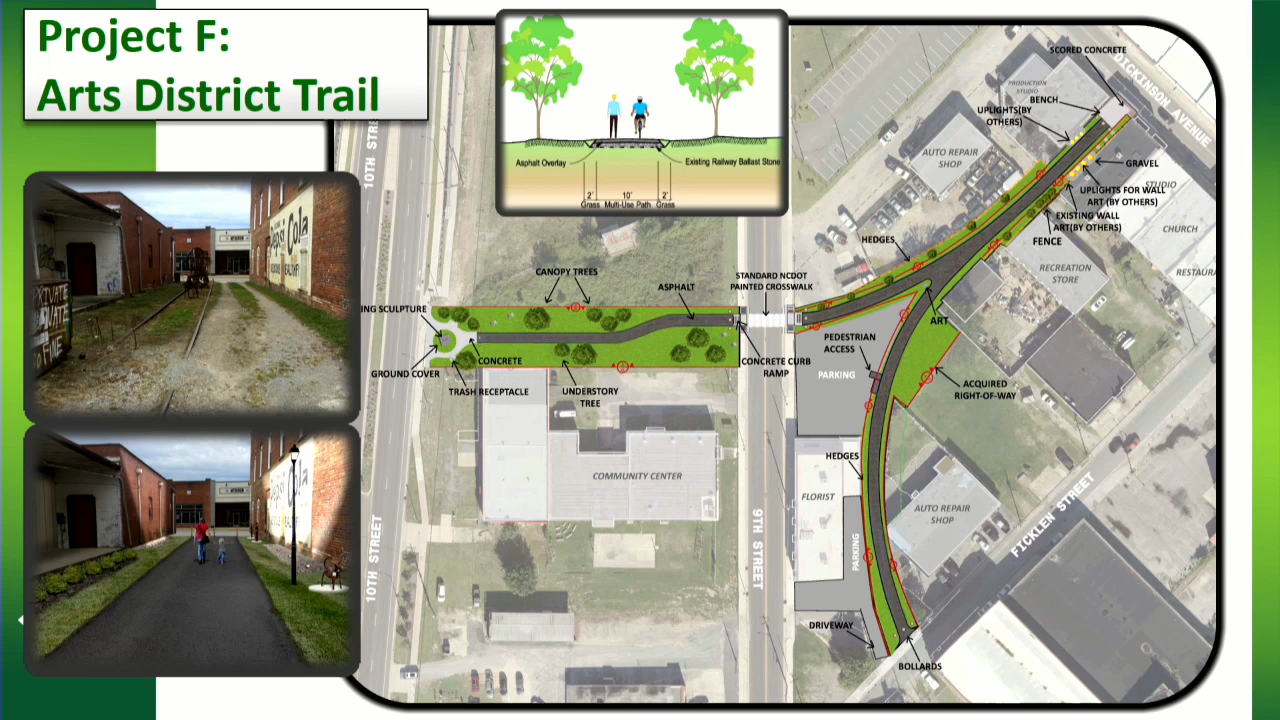 Project F:
Arts District Trail
Asphalt Overlay
Existing Railway Ballast Stone
2'
10'
2'
Grass
Multi-Use Path
Grass
10TH STREET
10TH STREET
9TH STREET
DICKINSON AVENUE
FICKLEN STREET
SCORED CONCRETE
PRODUCTION
STUDIO
BENCH
UPLIGHTS(BY
OTHERS)
AUTO REPAIR
SHOP
GRAVEL
STUDIO
UPLIGHTS FOR WALL
ART (BY OTHERS)
EXISTING WALL
ART(BY OTHERS)
FENCE
CHURCH
RECREATION
STORE
RESTAURA
HEDGES
CANOPY TREES
ASPHALT
STANDARD NCDOT
PAINTED CROSSWALK
ING SCULPTURE
ART
PEDESTRIAN
ACCESS
CONCRETE
CONCRETE CURB
RAMP
PARKING
GROUND COVER
TRASH RECEPTACLE
UNDERSTORY
TREE
ACQUIRED
RIGHT-OF-WAY
HEDGES
COMMUNITY CENTER
FLORIST
AUTO REPAIR
SHOP
PARKING
DRIVEWAY
BOLLARDS
Cola
PRIVATE